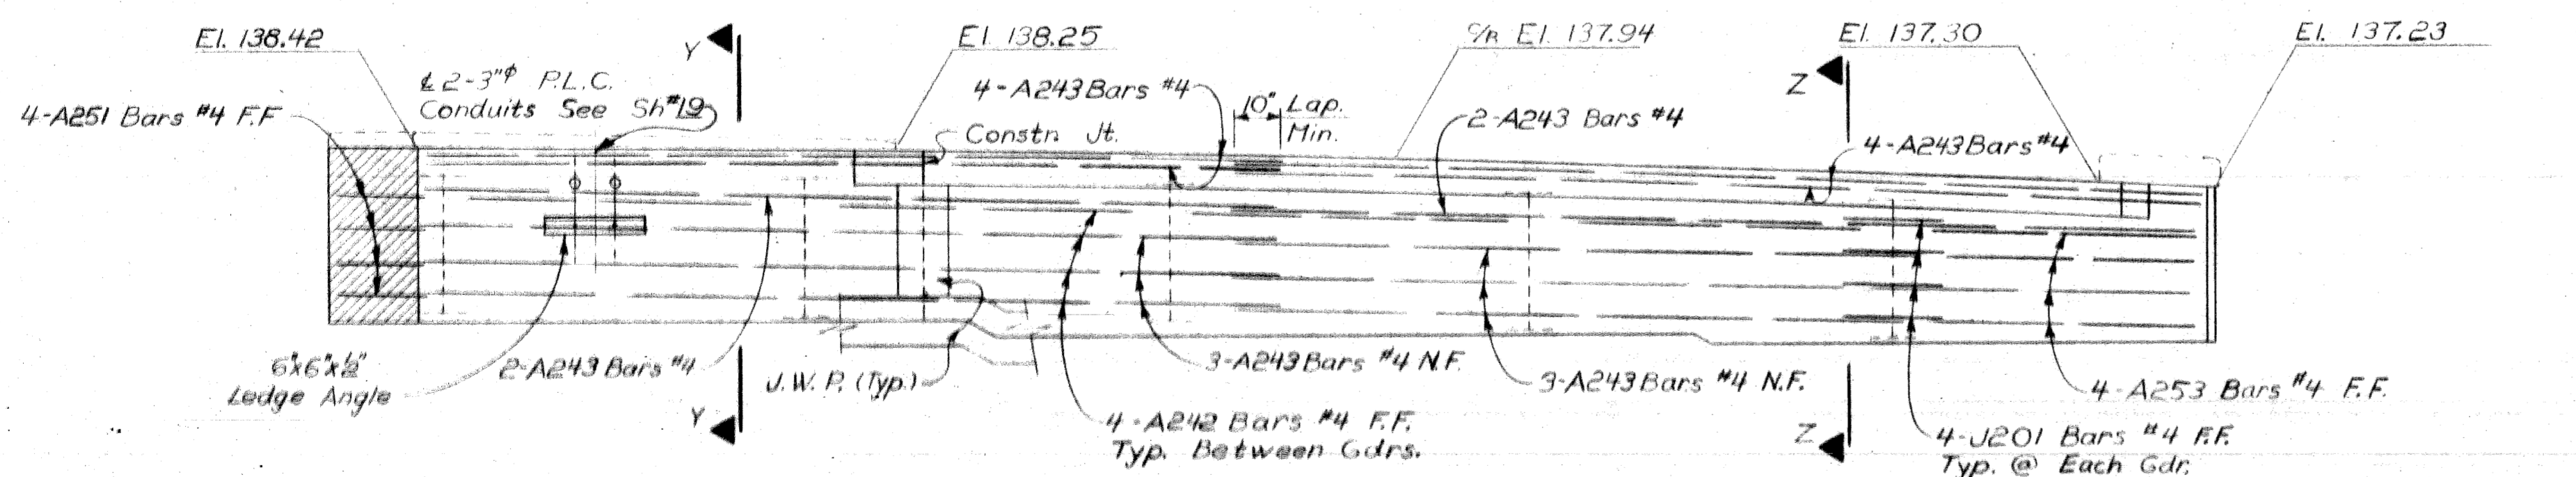 El. 138.42
Y
El. 138.25
C/R El. 137.94
El. 137.30
El. 137.23
℄ 2-3"φ P.L.C.
Conduits See Sh#19
4-A251 Bars #4 F.F
4-A243 Bars #4
10" Lap.
Min.
Constn Jt.
2-A243 Bars #4
Z
4-A243 Bars #4
6"x6"x½"
Ledge Angle
2-A243 Bars #4
Y
J.W.P. (Typ.)
3-A243 Bars #4 N.F.
3-A243 Bars #4 N.F.
4-A253 Bars #4 F.F.
4-A242 Bars #4 F.F.
Typ. Between Gdrs.
Z
4-J201 Bars #4 F.F.
Typ. @ Each Gdr.